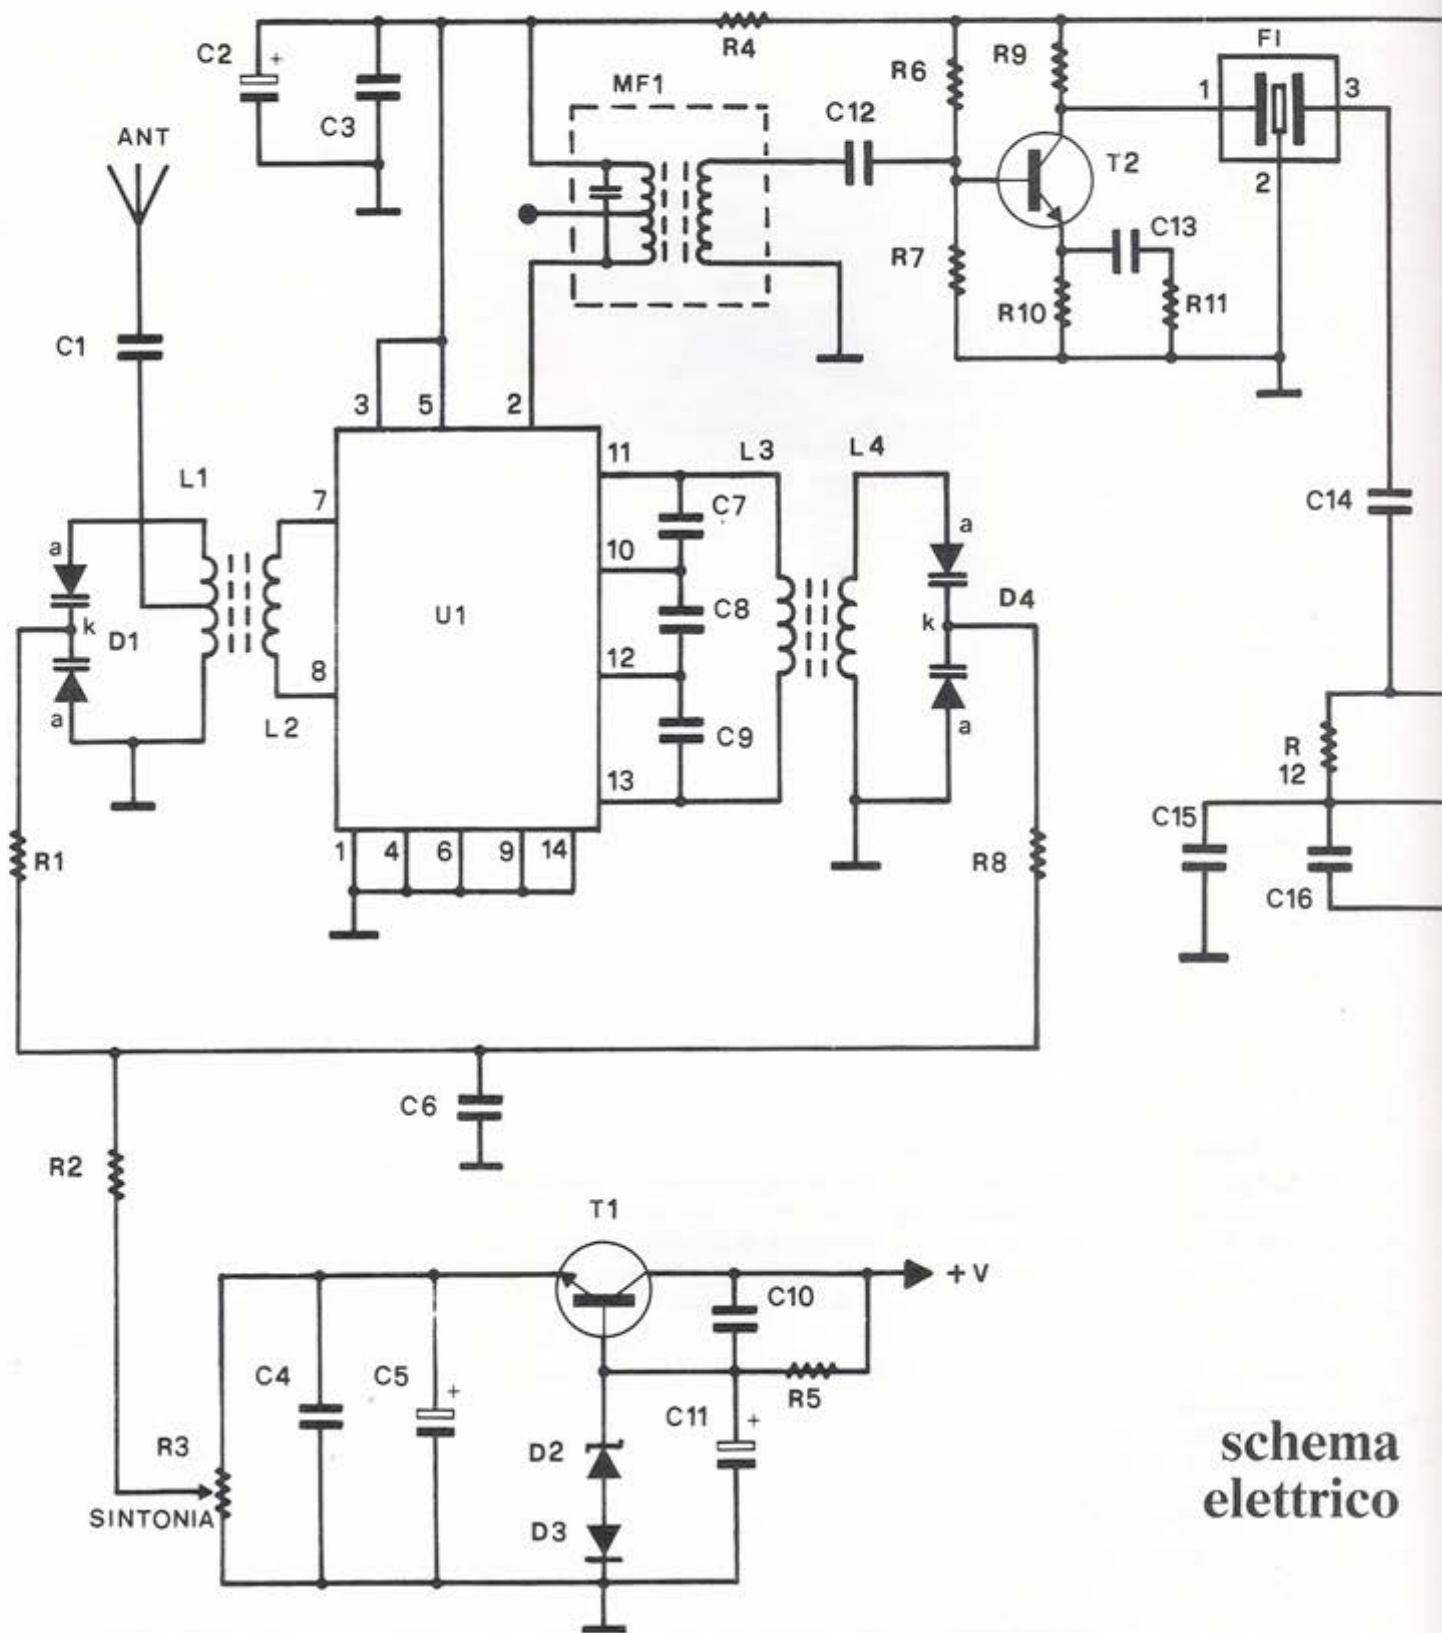 C2
+
C3
ANT
R4
MF1
C12
R6
R9
FI
1
3
2
T2
C13
R7
R10
R11
C1
3
5
2
L1
7
11
L3
L4
C7
a
C14
a
10
k
D1
U1
C8
D4
k
12
8
a
L2
C9
a
13
R
12
C15
R1
1
4
6
9
14
R8
C16
C6
R2
T1
C10
+V
C4
C5
+
R5
C11
+
R3
D2
SINTONIA
D3
schema
elettrico